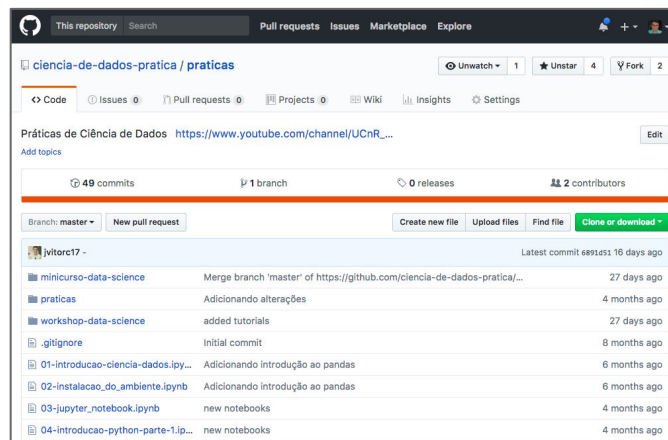 This repository Search Pull requests Issues Marketplace Explore
ciencia-de-dados-pratica / praticas Unwatch 1 Unstar 4 Fork 2
Code Issues 0 Pull requests 0 Projects 0 Wiki Insights Settings
Práticas de Ciência de Dados https://www.youtube.com/channel/UCnR_... Edit
Add topics
49 commits 1 branch 0 releases 2 contributors
Branch: master New pull request Create new file Upload files Find file Clone or download
jvitorc17 - Latest commit 6891d51 16 days ago
minicurso-data-science Merge branch 'master' of https://github.com/ciencia-de-dados-pratica/... 27 days ago
praticas Adicionando alterações 4 months ago
workshop-data-science added tutorials 27 days ago
.gitignore Initial commit 8 months ago
01-introducao-ciencia-dados.ipy... Adicionando introdução ao pandas 6 months ago
02-instalacao_do_ambiente.ipynb Adicionando introdução ao pandas 6 months ago
03-jupyter_notebook.ipynb new notebooks 4 months ago
04-introducao-python-parte-1.ip... new notebooks 4 months ago